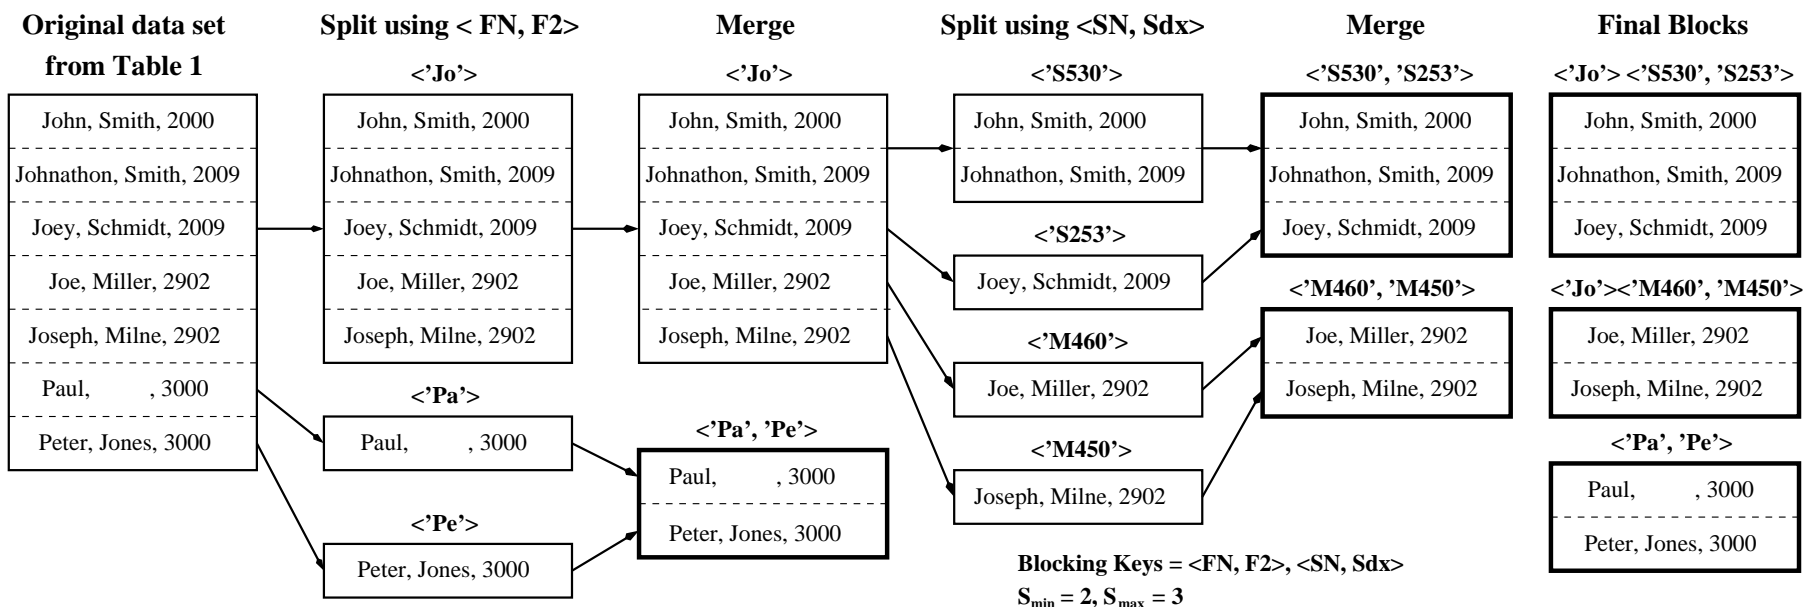 Original data set
from Table 1
John, Smith, 2000
Johnathon, Smith, 2009
Joey, Schmidt, 2009
Joe, Miller, 2902
Joseph, Milne, 2902
Paul, , 3000
Peter, Jones, 3000
Split using < FN, F2>
<’Jo’>
John, Smith, 2000
Johnathon, Smith, 2009
Joey, Schmidt, 2009
Joe, Miller, 2902
Joseph, Milne, 2902
<’Pa’>
Paul, , 3000
<’Pe’>
Peter, Jones, 3000
Merge
<’Jo’>
John, Smith, 2000
Johnathon, Smith, 2009
Joey, Schmidt, 2009
Joe, Miller, 2902
Joseph, Milne, 2902
<’Pa’, ’Pe’>
Paul, , 3000
Peter, Jones, 3000
Split using <SN, Sdx>
<’S530’>
John, Smith, 2000
Johnathon, Smith, 2009
<’S253’>
Joey, Schmidt, 2009
<’M460’>
Joe, Miller, 2902
<’M450’>
Joseph, Milne, 2902
Merge
<’S530’, ’S253’>
John, Smith, 2000
Johnathon, Smith, 2009
Joey, Schmidt, 2009
<’M460’, ’M450’>
Joe, Miller, 2902
Joseph, Milne, 2902
Final Blocks
<’Jo’> <’S530’, ’S253’>
John, Smith, 2000
Johnathon, Smith, 2009
Joey, Schmidt, 2009
<’Jo’><’M460’, ’M450’>
Joe, Miller, 2902
Joseph, Milne, 2902
<’Pa’, ’Pe’>
Paul, , 3000
Peter, Jones, 3000
Blocking Keys = <FN, F2>, <SN, Sdx>
S min = 2, S max = 3